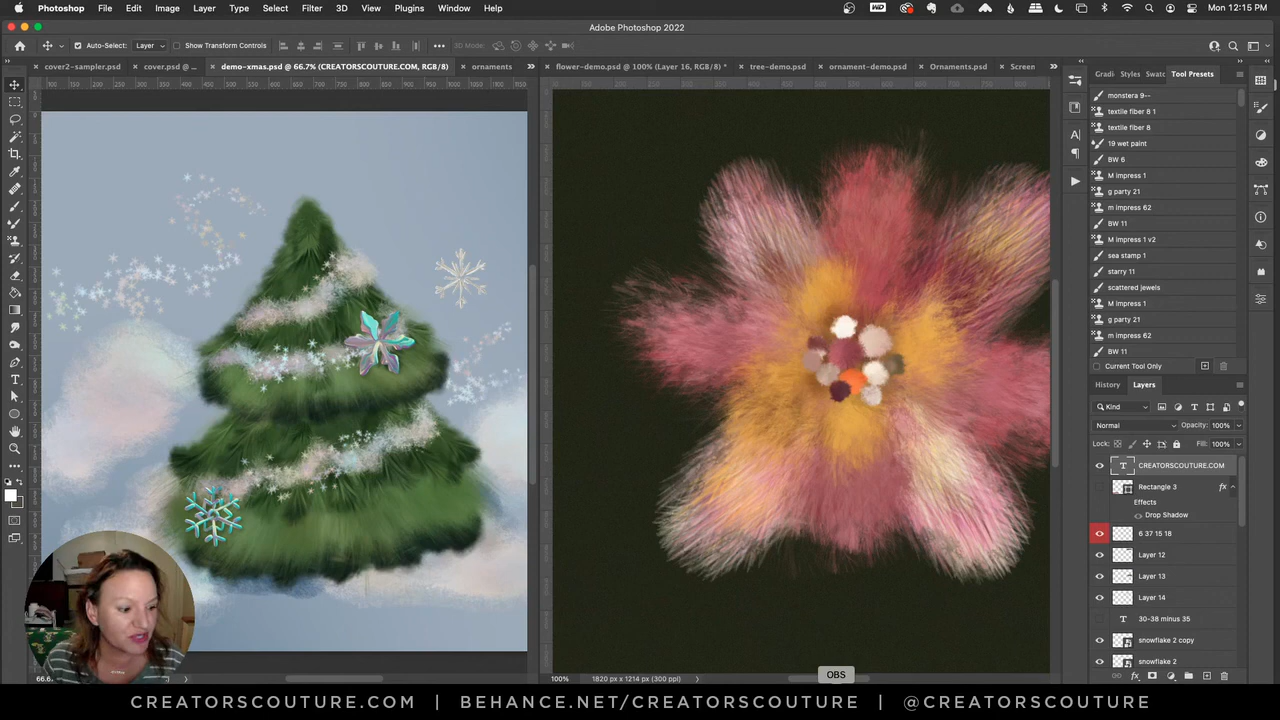 Photoshop File Edit Image Layer Type Select Filter 3D View Plugins Window Help Mon 12:15 PM
Adobe Photoshop 2022
Auto-Select: Layer Show Transform Controls 3D Mode:
cover2-sampler.psd cover.psd @ ... demo-xmas.psd @ 66.7% (CREATORSCOUTURE.COM, RGB/8) ornaments flower-demo.psd @ 100% (Layer 16, RGB/8) * tree-demo.psd ornament-demo.psd Ornaments.psd Screen
Gradi Styles Swatc Tool Presets
monstera 9--
textile fiber 8 1
textile fiber 8
19 wet paint
BW 6
M impress 1
g party 21
m impress 62
BW 11
M impress 1 v2
sea stamp 1
starry 11
scattered jewels
M impress 1
g party 21
m impress 62
BW 11
Current Tool Only
History Layers
Kind
Normal Opacity: 100%
Lock: Fill: 100%
T CREATORSCOUTURE.COM
Rectangle 3 fx
Effects
Drop Shadow
6 37 15 18
Layer 12
Layer 13
Layer 14
T 30-38 minus 35
snowflake 2 copy
snowflake 2
OBS
100% 1820 px x 1214 px (300 ppi)
CREATORSCOUTURE.COM | BEHANCE.NET/CREATORSCOUTURE | @CREATORSCOUTURE